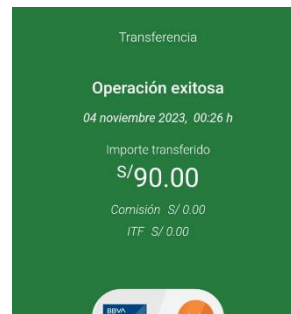 Transferencia
Operación exitosa
04 noviembre 2023, 00:26 h
Importe transferido
S/90.00
Comisión S/ 0.00
ITF S/ 0.00
BBVA